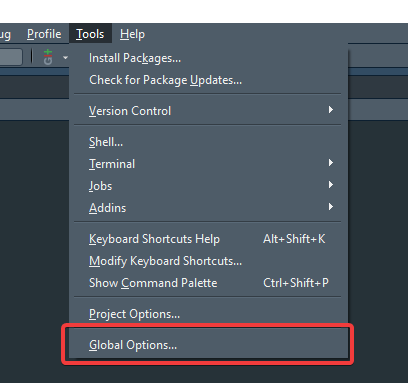 ug Profile Tools Help
Install Packages...
Check for Package Updates...
Version Control
Shell...
Terminal
Jobs
Addins
Keyboard Shortcuts Help Alt+Shift+K
Modify Keyboard Shortcuts...
Show Command Palette Ctrl+Shift+P
Project Options...
Global Options...